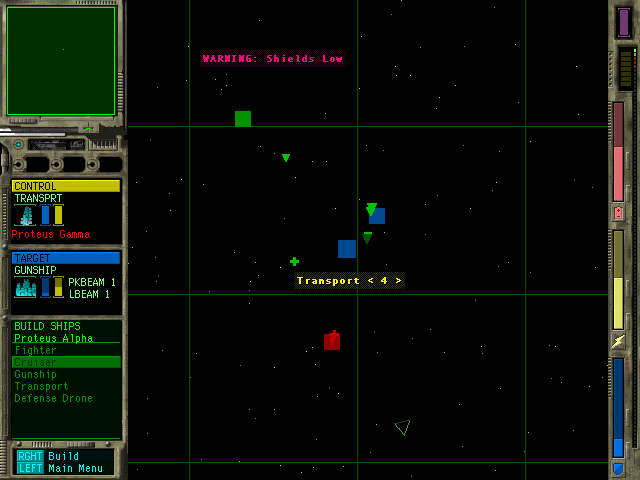 WARNING: Shields Low
CONTROL
TRANSPRT
Proteus Gamma
TARGET
GUNSHIP
PKBEAM 1
LBEAM 1
Transport < 4 >
BUILD SHIPS
Proteus Alpha
Fighter
Cruiser
Gunship
Transport
Defense Drone
RGHT Build
LEFT Main Menu